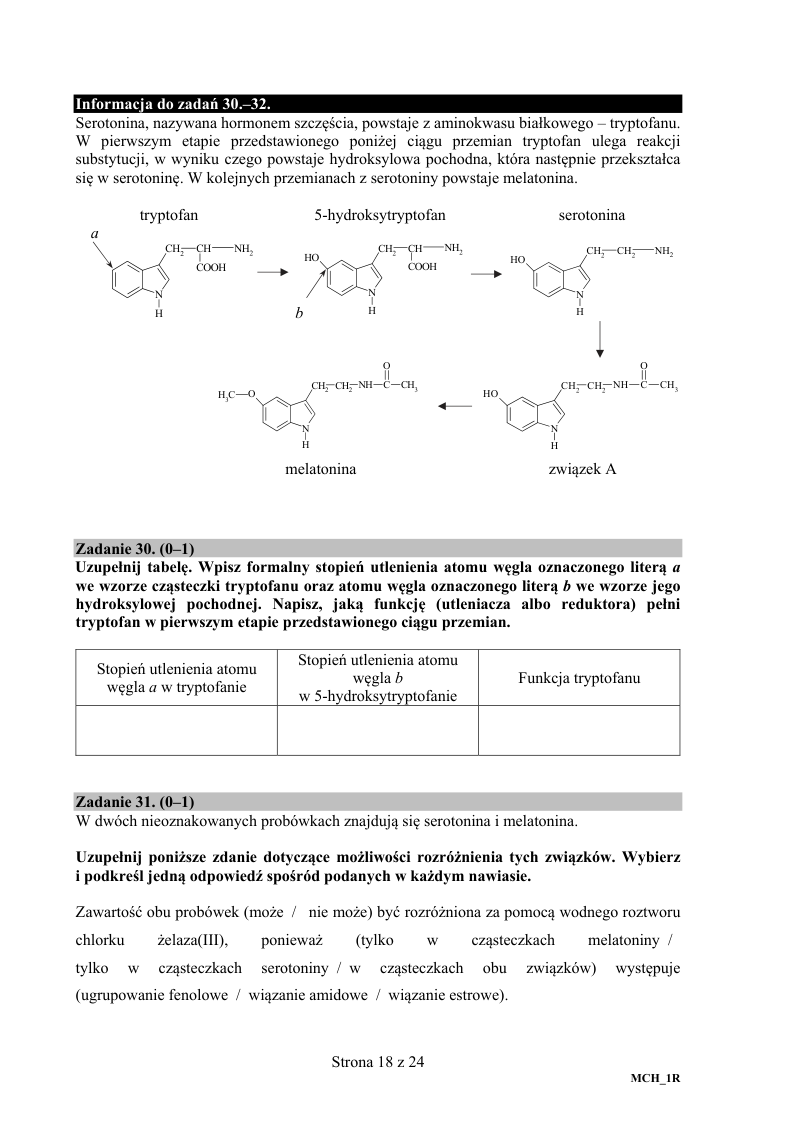 Informacja do zadań 30.–32.
Serotonina, nazywana hormonem szczęścia, powstaje z aminokwasu białkowego – tryptofanu.
W pierwszym etapie przedstawionego poniżej ciągu przemian tryptofan ulega reakcji
substytucji, w wyniku czego powstaje hydroksylowa pochodna, która następnie przekształca
się w serotoninę. W kolejnych przemianach z serotoniny powstaje melatonina.
tryptofan 5-hydroksytryptofan serotonina
a
CH2 CH NH2
COOH
N
H
HO
CH2 CH NH2
COOH
N
H
b
HO
CH2 CH2 NH2
N
H
H3C O
CH2 CH2 NH C CH3
O
N
H
HO
CH2 CH2 NH C CH3
O
N
H
melatonina związek A
Zadanie 30. (0–1)
Uzupełnij tabelę. Wpisz formalny stopień utlenienia atomu węgla oznaczonego literą a
we wzorze cząsteczki tryptofanu oraz atomu węgla oznaczonego literą b we wzorze jego
hydroksylowej pochodnej. Napisz, jaką funkcję (utleniacza albo reduktora) pełni
tryptofan w pierwszym etapie przedstawionego ciągu przemian.
Stopień utlenienia atomu
węgla a w tryptofanie
Stopień utlenienia atomu
węgla b
w 5-hydroksytryptofanie
Funkcja tryptofanu
Zadanie 31. (0–1)
W dwóch nieoznakowanych probówkach znajdują się serotonina i melatonina.
Uzupełnij poniższe zdanie dotyczące możliwości rozróżnienia tych związków. Wybierz
i podkreśl jedną odpowiedź spośród podanych w każdym nawiasie.
Zawartość obu probówek (może / nie może) być rozróżniona za pomocą wodnego roztworu
chlorku żelaza(III), ponieważ (tylko w cząsteczkach melatoniny /
tylko w cząsteczkach serotoniny / w cząsteczkach obu związków) występuje
(ugrupowanie fenolowe / wiązanie amidowe / wiązanie estrowe).
Strona 18 z 24
MCH_1R